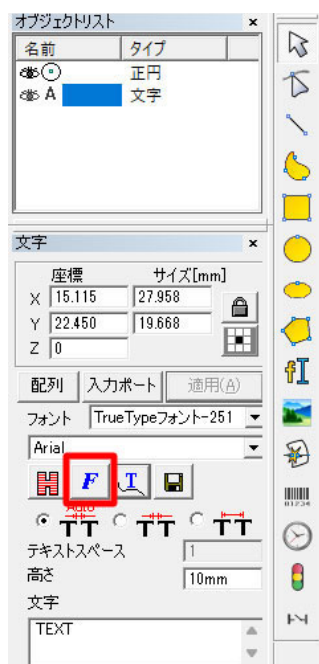 オブジェクトリスト ×
名前 タイプ
正円
A 文字
文字 ×
座標 サイズ[mm]
X 15.115 27.958
Y 22.450 19.668
Z 0
配列 入力ポート 適用(A)
フォント TrueTypeフォント-251
Arial
F T
Auto
TT TT TT
テキストスペース 1
高さ 10mm
文字
TEXT
01234